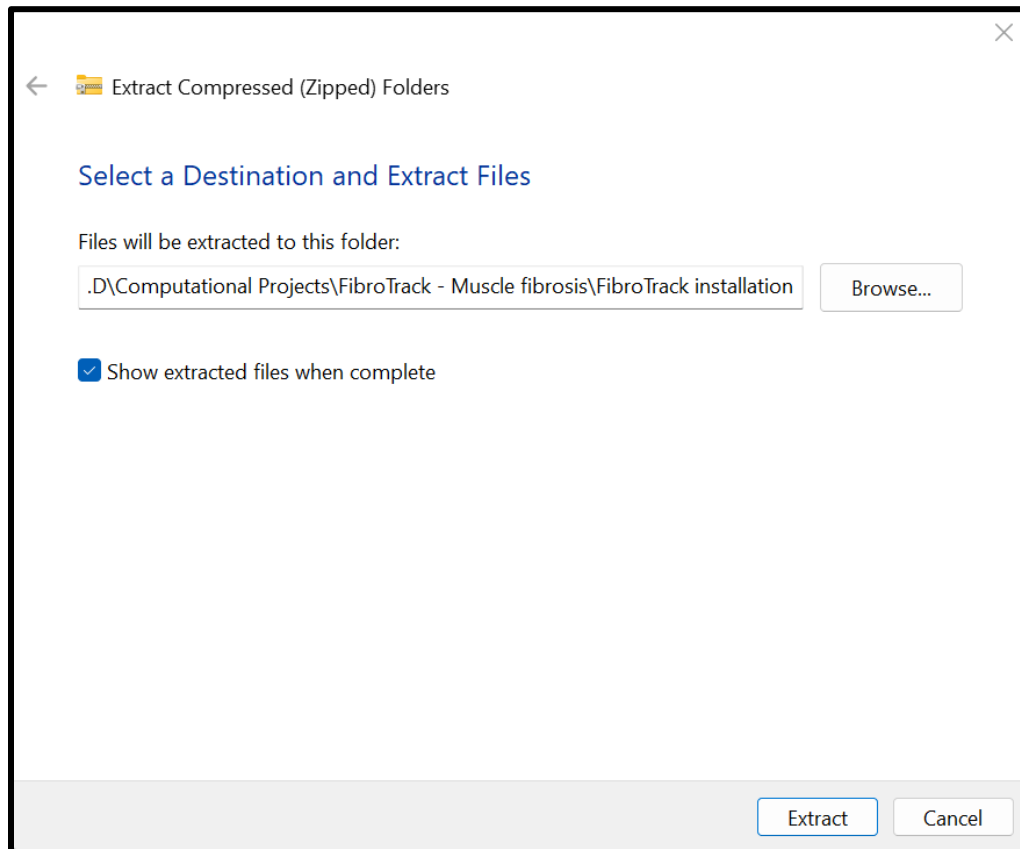 Extract Compressed (Zipped) Folders
Select a Destination and Extract Files
Files will be extracted to this folder:
.D\Computational Projects\FibroTrack - Muscle fibrosis\FibroTrack installation
Browse...
Show extracted files when complete
Extract
Cancel